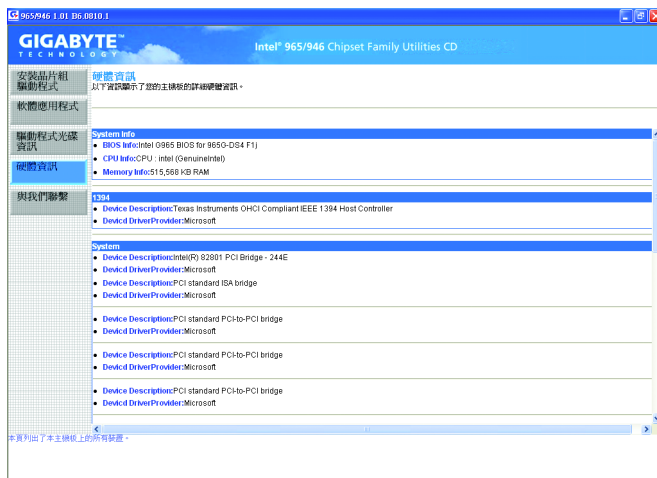 965/946 1.01 B6.0810.1
GIGABYTE™
TECHNOLOGY
Intel® 965/946 Chipset Family Utilities CD
安裝晶片組
驅動程式
軟體應用程式
驅動程式光碟
資訊
硬體資訊
與我們聯繫
硬體資訊
以下資訊顯示了您的主機板的詳細硬體資訊。
System Info
• BIOS Info:Intel G965 BIOS for 965G-DS4 F1j
• CPU Info:CPU : intel (GenuineIntel)
• Memory Info:515,568 KB RAM
1394
• Device Description:Texas Instruments OHCI Compliant IEEE 1394 Host Controller
• Devicd DriverProvider:Microsoft
System
• Device Description:Intel(R) 82801 PCI Bridge - 244E
• Devicd DriverProvider:Microsoft
• Device Description:PCI standard ISA bridge
• Devicd DriverProvider:Microsoft
• Device Description:PCI standard PCI-to-PCI bridge
• Devicd DriverProvider:Microsoft
• Device Description:PCI standard PCI-to-PCI bridge
• Devicd DriverProvider:Microsoft
• Device Description:PCI standard PCI-to-PCI bridge
• Devicd DriverProvider:Microsoft
本頁列出了本主機板上的所有裝置。